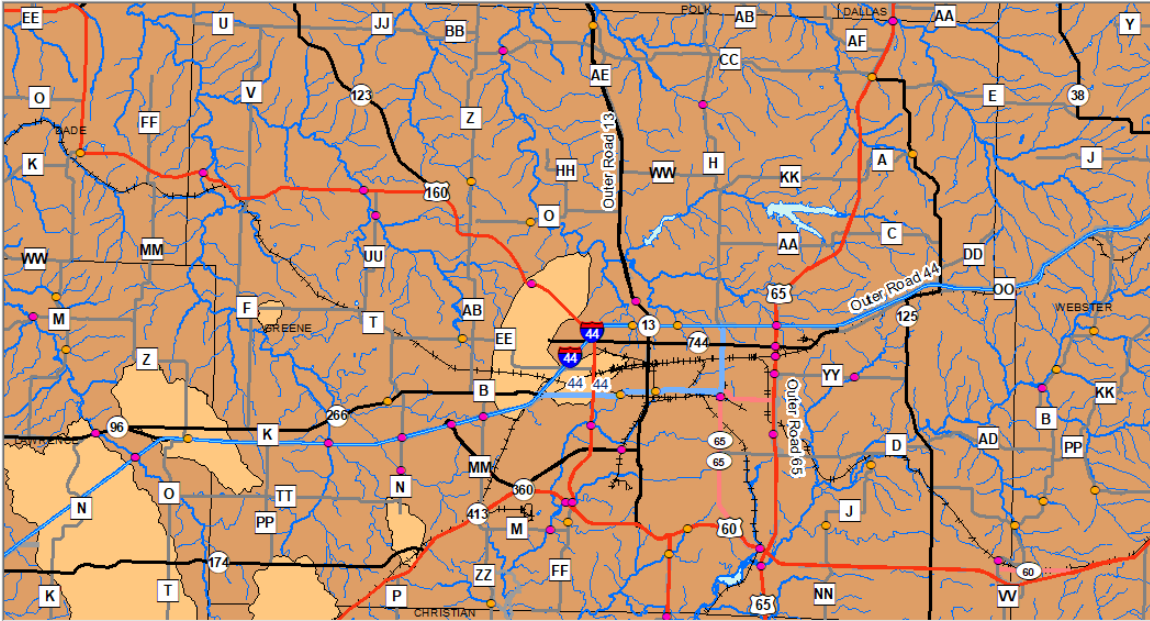 POLK
DALLAS
EE
U
JJ
BB
AB
AA
Y
AF
CC
AE
O
FF
V
123
Z
E
38
DADE
Outer Road 13
K
HH
WW
H
KK
A
J
160
O
WW
MM
UU
AA
C
DD
65
Outer Road 44
OO
M
F
T
AB
WEBSTER
GREENE
44
13
125
EE
744
Z
44
44
44
YY
B
Outer Road 65
KK
266
96
K
B
LAWRENCE
65
D
AD
PP
65
MM
N
O
TT
N
360
413
J
PP
M
60
174
FF
60
ZZ
K
T
P
65
NN
VV
CHRISTIAN